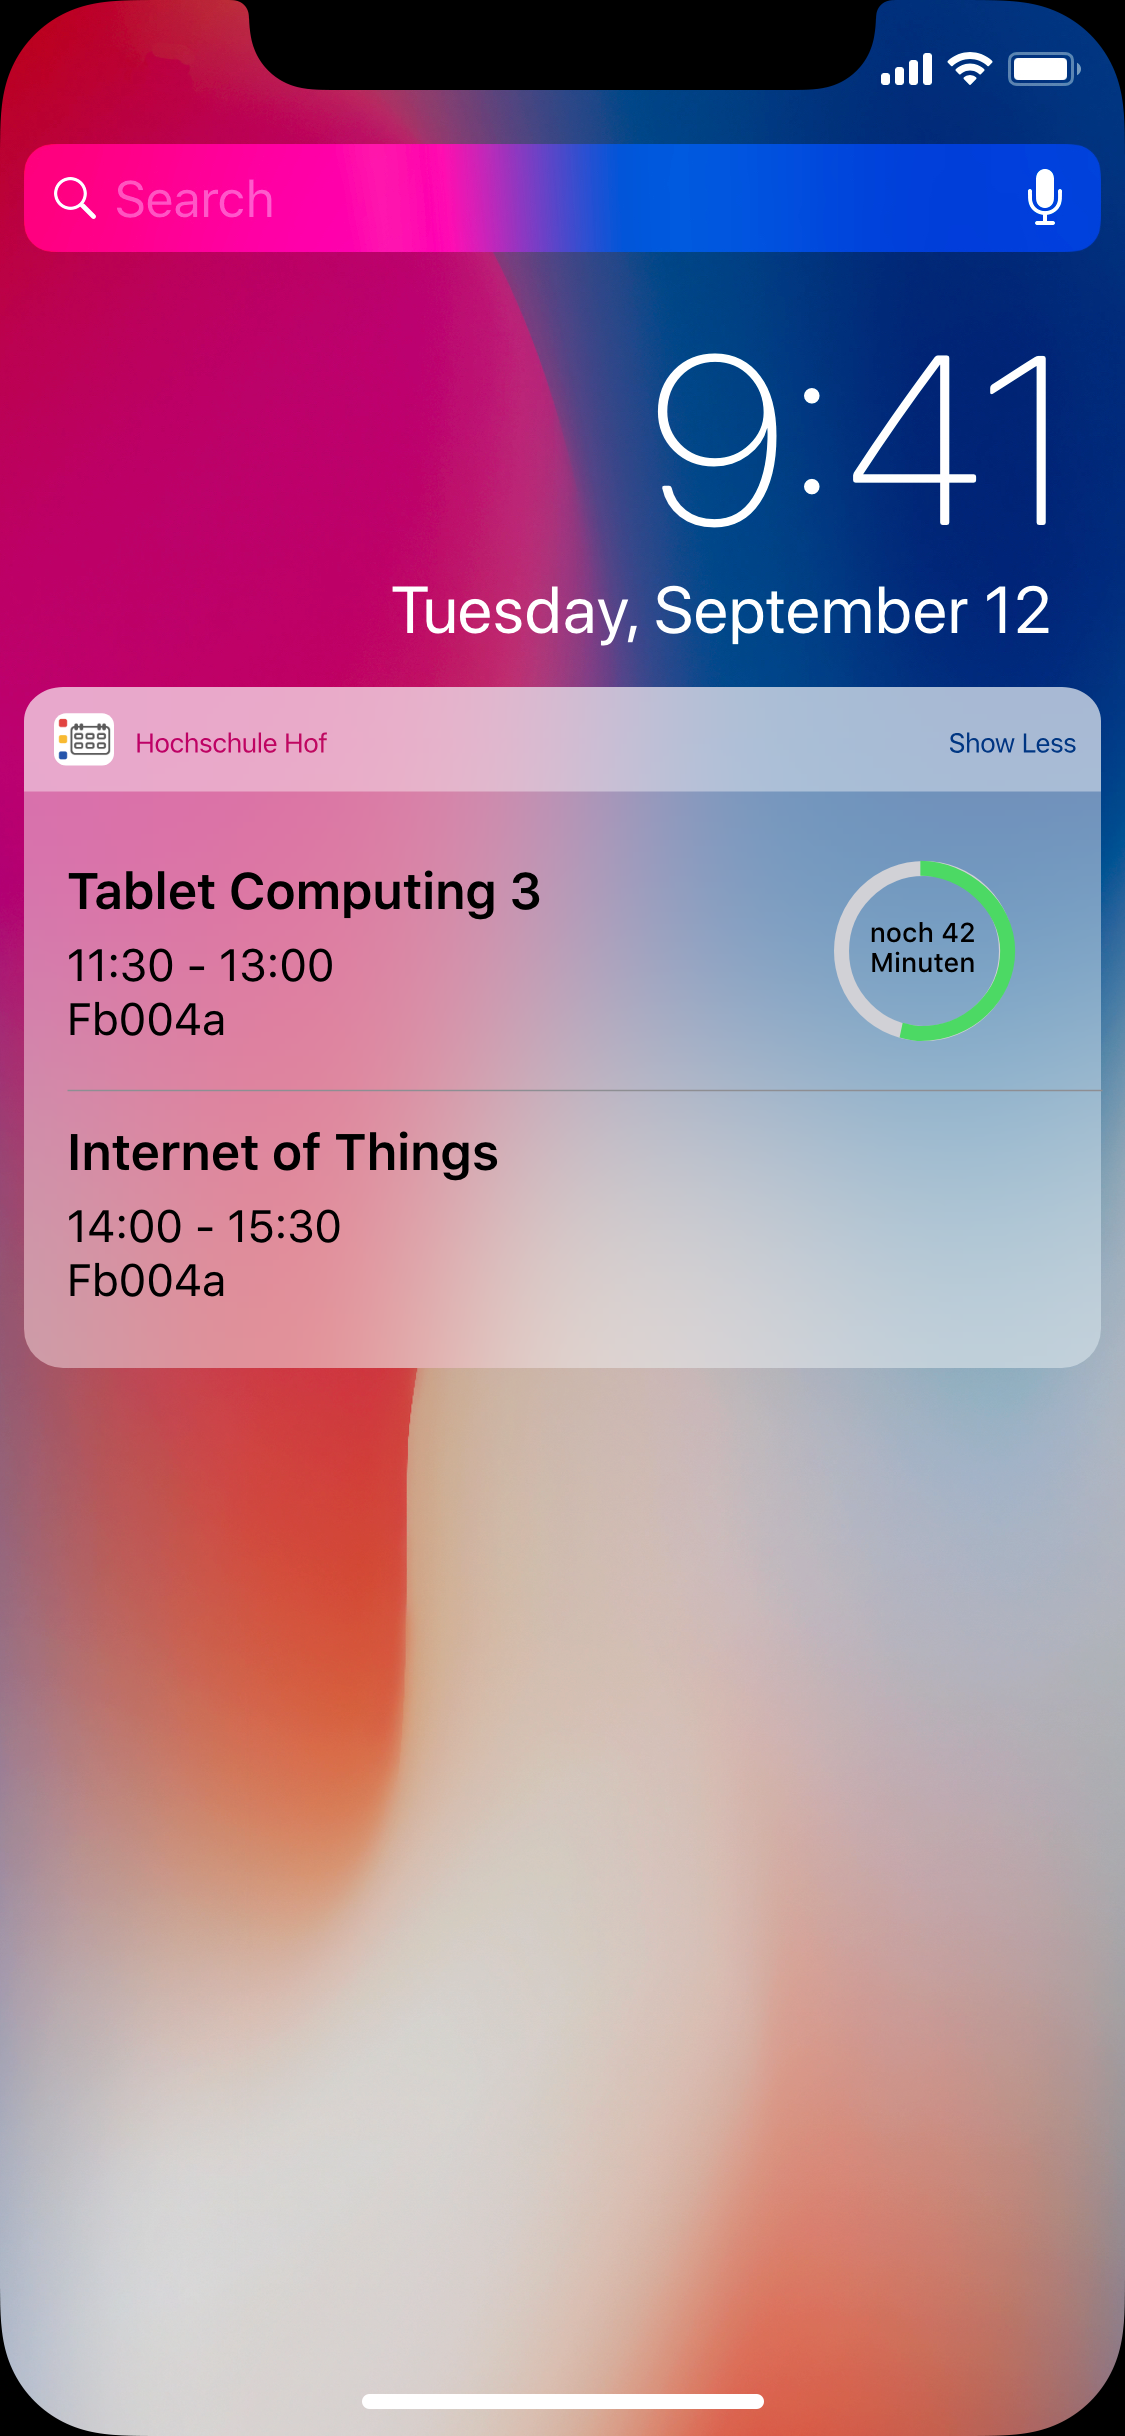 Search
9:41
Tuesday, September 12
Hochschule Hof
Show Less
Tablet Computing 3
11:30 - 13:00
Fb004a
noch 42
Minuten
Internet of Things
14:00 - 15:30
Fb004a